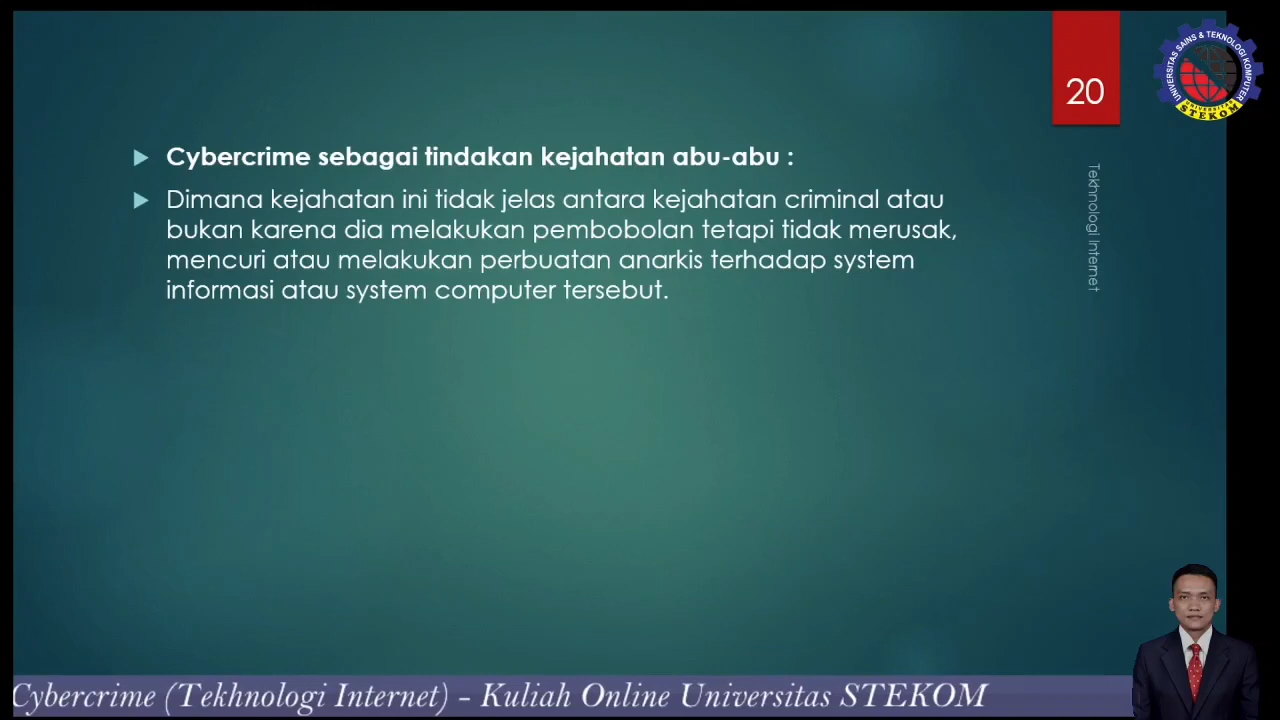 20
UNIVERSITAS SAINS & TEKNOLOGI KOMPUTER
STEKOM
Cybercrime sebagai tindakan kejahatan abu-abu :
Dimana kejahatan ini tidak jelas antara kejahatan criminal atau
bukan karena dia melakukan pembobolan tetapi tidak merusak,
mencuri atau melakukan perbuatan anarkis terhadap system
informasi atau system computer tersebut.
Tekhnologi Internet
Cybercrime (Tekhnologi Internet) - Kuliah Online Universitas STEKOM